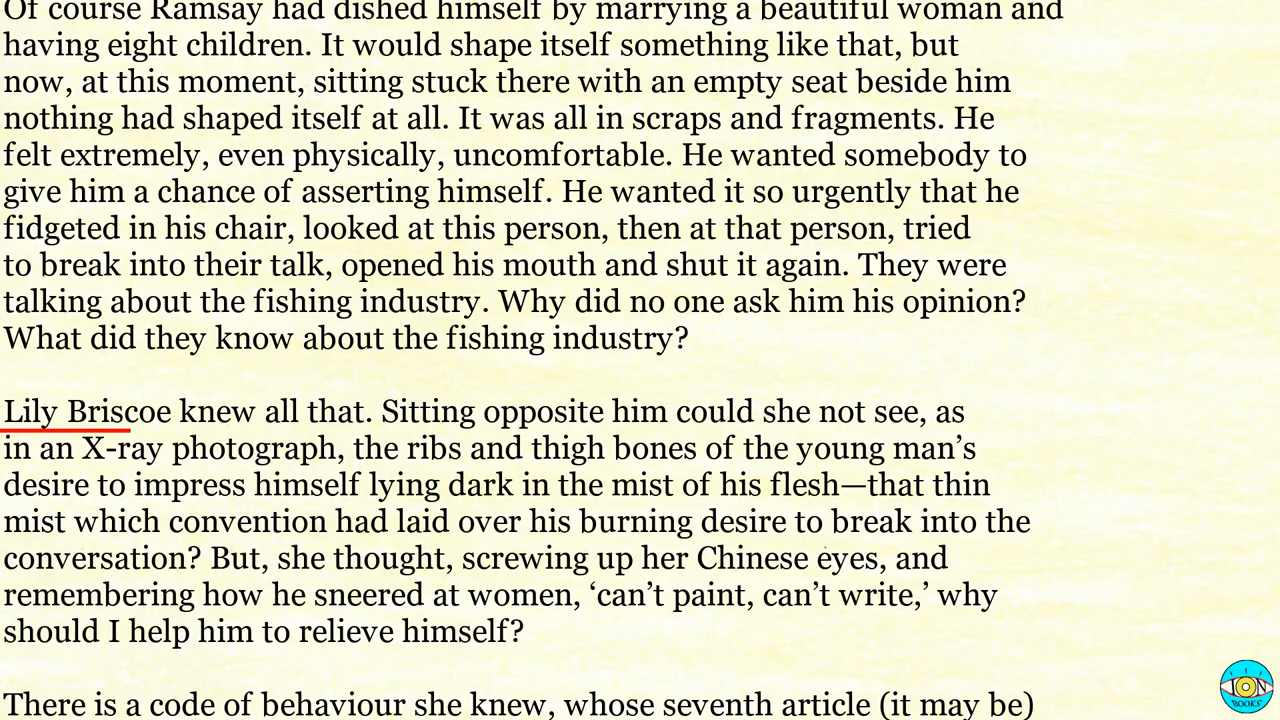 Of course Ramsay had dished himself by marrying a beautiful woman and
having eight children. It would shape itself something like that, but
now, at this moment, sitting stuck there with an empty seat beside him
nothing had shaped itself at all. It was all in scraps and fragments. He
felt extremely, even physically, uncomfortable. He wanted somebody to
give him a chance of asserting himself. He wanted it so urgently that he
fidgeted in his chair, looked at this person, then at that person, tried
to break into their talk, opened his mouth and shut it again. They were
talking about the fishing industry. Why did no one ask him his opinion?
What did they know about the fishing industry?
Lily Briscoe knew all that. Sitting opposite him could she not see, as
in an X-ray photograph, the ribs and thigh bones of the young man’s
desire to impress himself lying dark in the mist of his flesh—that thin
mist which convention had laid over his burning desire to break into the
conversation? But, she thought, screwing up her Chinese eyes, and
remembering how he sneered at women, ‘can’t paint, can’t write,’ why
should I help him to relieve himself?
There is a code of behaviour she knew, whose seventh article (it may be)
ION
BOOKS